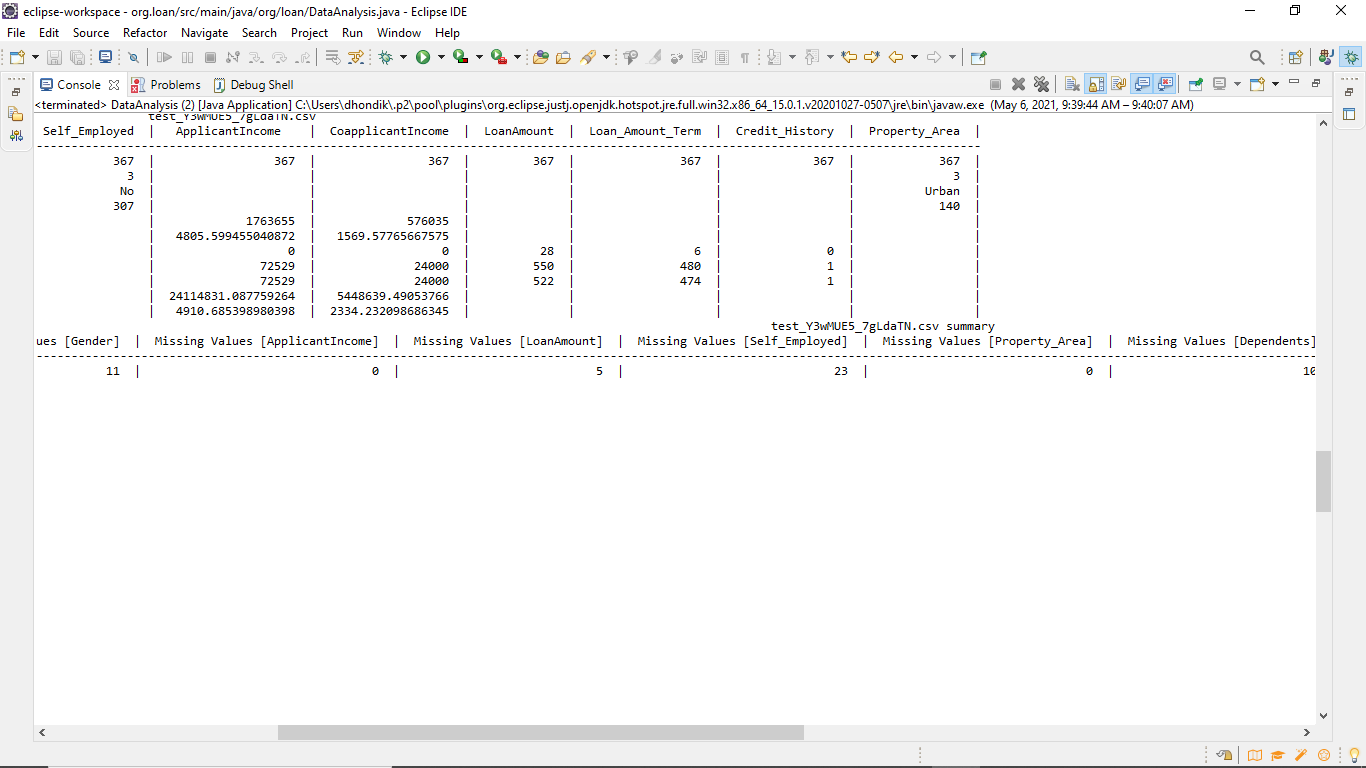 eclipse-workspace - org.loan/src/main/java/org/loan/DataAnalysis.java - Eclipse IDE
File Edit Source Refactor Navigate Search Project Run Window Help
Console Problems Debug Shell
<terminated> DataAnalysis (2) [Java Application] C:\Users\dhondik\.p2\pool\plugins\org.eclipse.justj.openjdk.hotspot.jre.full.win32.x86_64_15.0.1.v20201027-0507\jre\bin\javaw.exe (May 6, 2021, 9:39:44 AM – 9:40:07 AM)
test_Y3wMUE5_7gLdaTN.csv
Self_Employed | ApplicantIncome | CoapplicantIncome | LoanAmount | Loan_Amount_Term | Credit_History | Property_Area |
367 | 367 | 367 | 367 | 367 | 367 | 367 |
3 | | | | | | 3 |
No | | | | | | Urban |
307 | | | | | | 140 |
| 1763655 | 576035 | | | | |
| 4805.599455040872 | 1569.57765667575 | | | | |
| 0 | 0 | 28 | 6 | 0 | |
| 72529 | 24000 | 550 | 480 | 1 | |
| 72529 | 24000 | 522 | 474 | 1 | |
| 24114831.087759264 | 5448639.49053766 | | | | |
| 4910.685398980398 | 2334.232098686345 | | | | |
test_Y3wMUE5_7gLdaTN.csv summary
ues [Gender] | Missing Values [ApplicantIncome] | Missing Values [LoanAmount] | Missing Values [Self_Employed] | Missing Values [Property_Area] | Missing Values [Dependents]
11 | 0 | 5 | 23 | 0 | 10